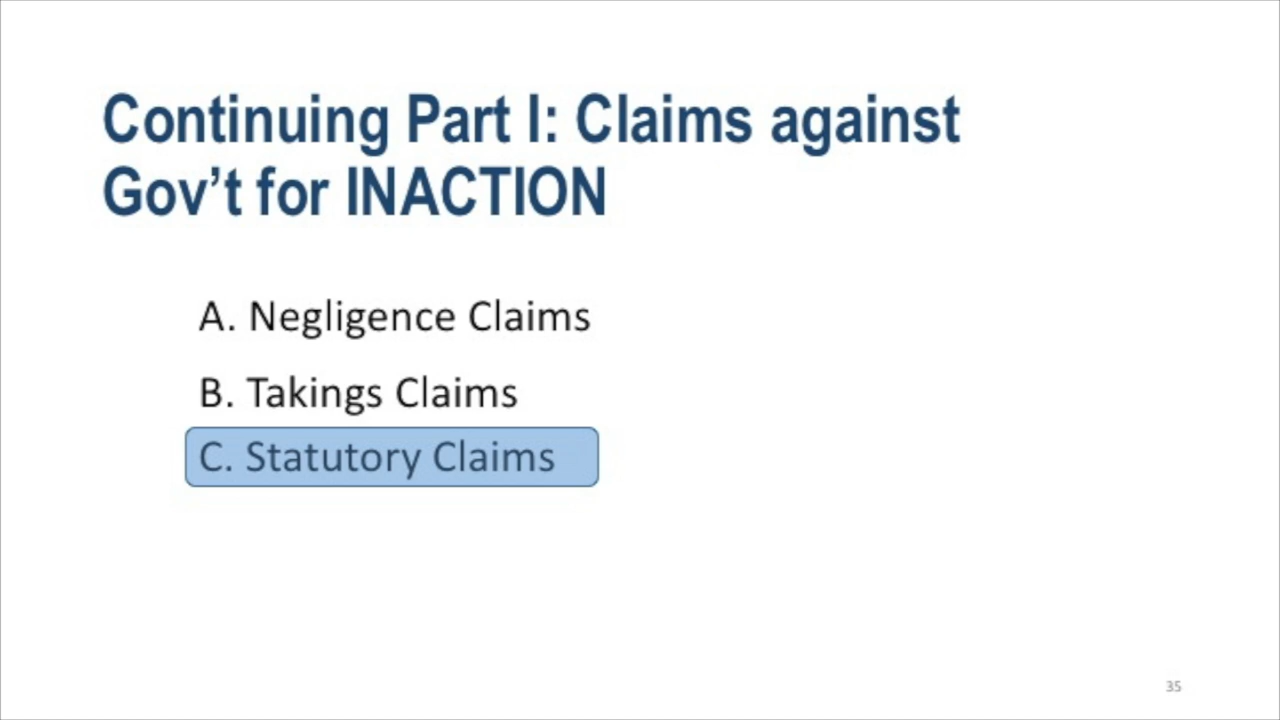 Continuing Part I: Claims against
Gov’t for INACTION
A. Negligence Claims
B. Takings Claims
C. Statutory Claims
35